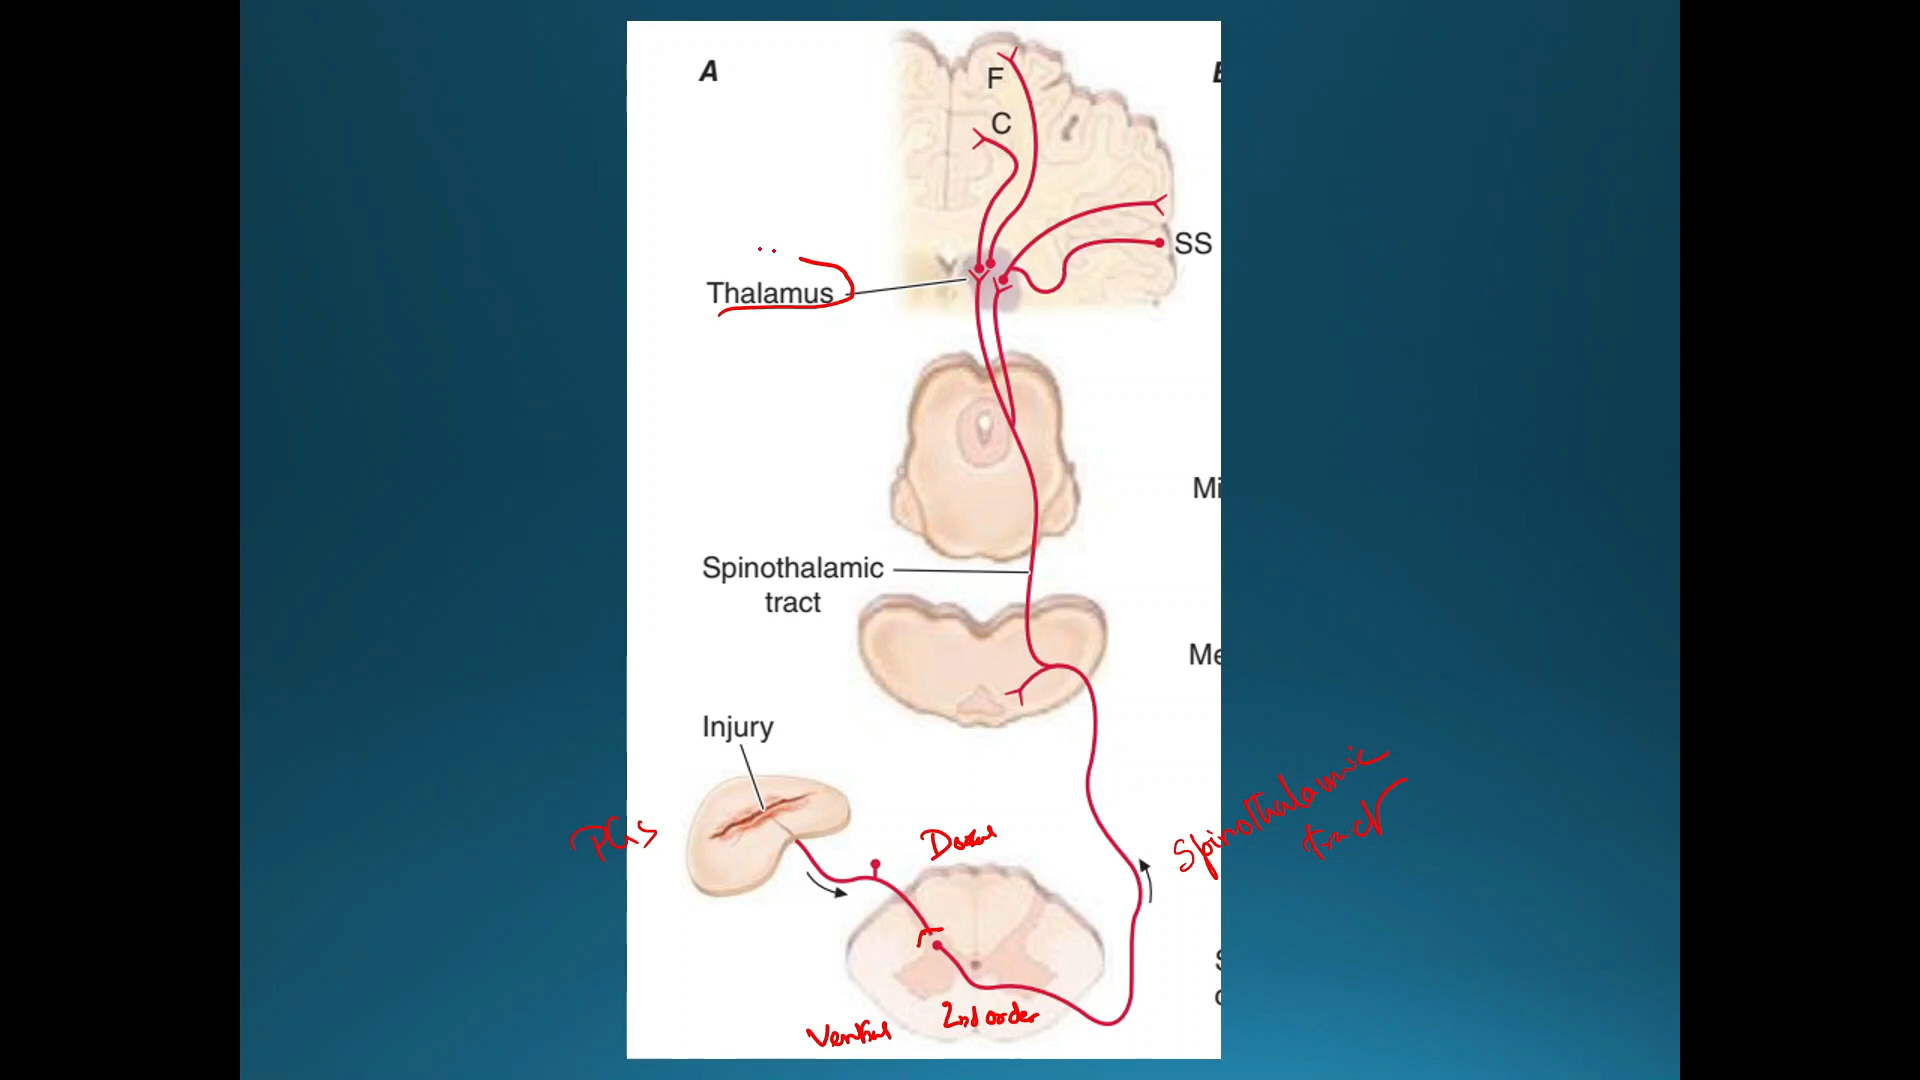 A
F
C
SS
Thalamus
Mi
Spinothalamic
tract
Me
Injury
PGs
Dorsal
Spinothalamic
tract
Ventral
2nd order